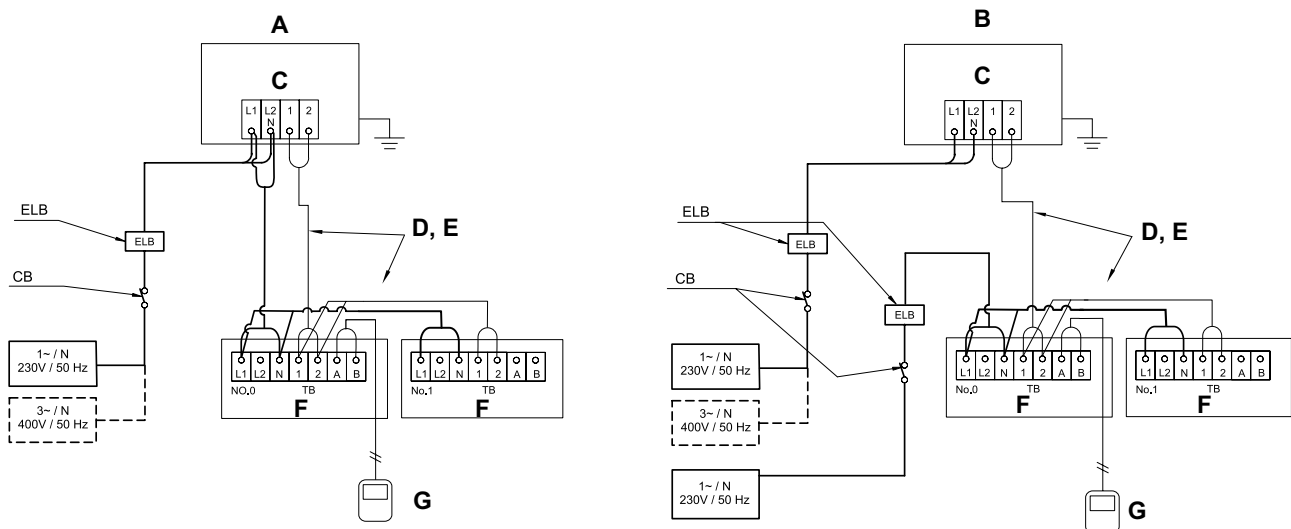 A
C
L1 L2 1 2
N
ELB
ELB
D, E
CB
1~ / N
230V / 50 Hz
3~ / N
400V / 50 Hz
L1 L2 N 1 2 A B
NO.0 TB
F
L1 L2 N 1 2 A B
No.1 TB
F
G
B
C
L1 L2 1 2
N
ELB
ELB
D, E
CB
ELB
1~ / N
230V / 50 Hz
3~ / N
400V / 50 Hz
1~ / N
230V / 50 Hz
L1 L2 N 1 2 A B
No.0 TB
F
L1 L2 N 1 2 A B
No.1 TB
F
G